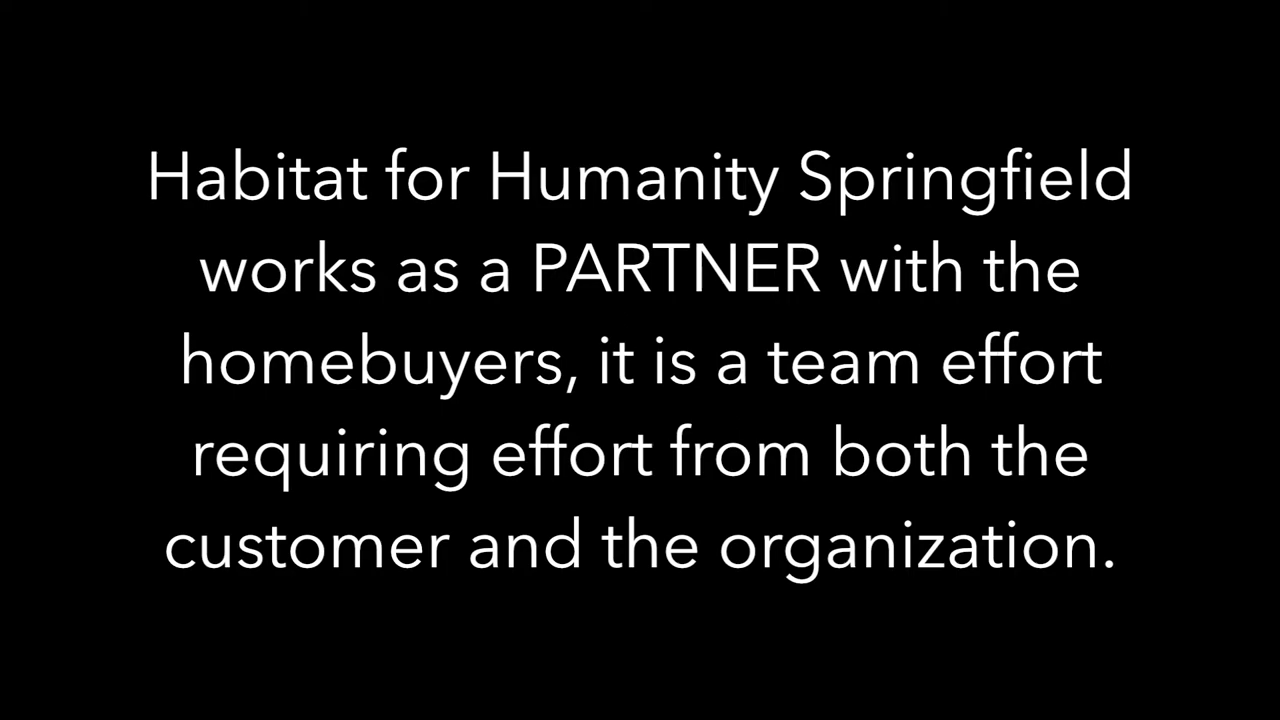 Habitat for Humanity Springfield
works as a PARTNER with the
homebuyers, it is a team effort
requiring effort from both the
customer and the organization.